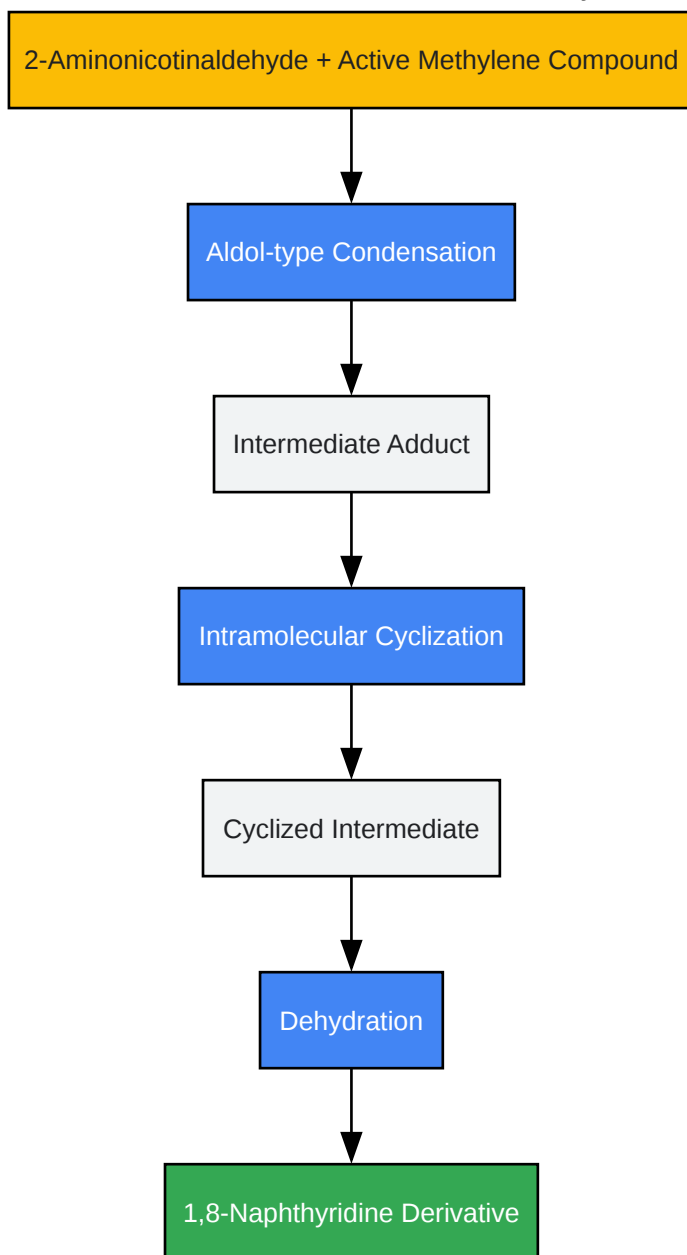 2-Aminonicotinaldehyde + Active Methylene Compound
Aldol-type Condensation
Intermediate Adduct
Intramolecular Cyclization
Cyclized Intermediate
Dehydration
1,8-Naphthyridine Derivative